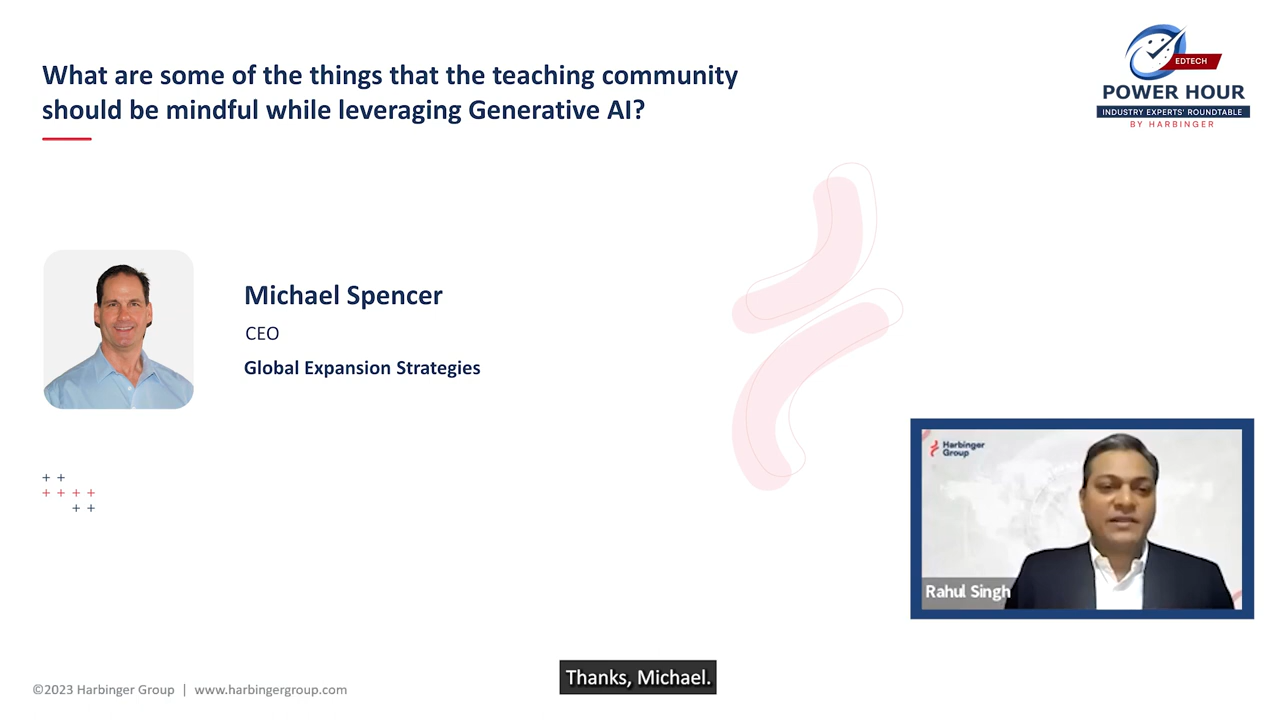 What are some of the things that the teaching community
should be mindful while leveraging Generative AI?
EDTECH
POWER HOUR
INDUSTRY EXPERTS' ROUNDTABLE
BY HARBINGER
Michael Spencer
CEO
Global Expansion Strategies
Harbinger
Group
Rahul Singh
Thanks, Michael.
©2023 Harbinger Group | www.harbingergroup.com